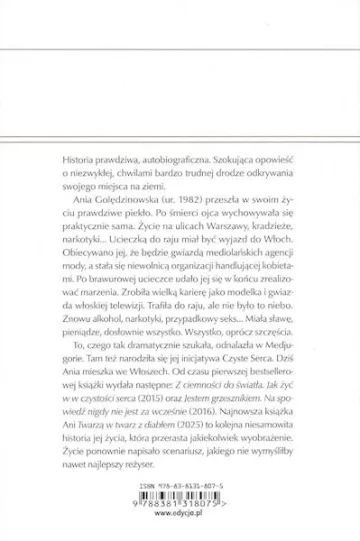 Historia prawdziwa, autobiograficzna. Szokująca opowieść
o niezwykłej, chwilami bardzo trudnej drodze odkrywania
swojego miejsca na ziemi.
Ania Golędzinowska (ur. 1982) przeszła w swoim ży-
ciu prawdziwe piekło. Po śmierci ojca wychowywała się
praktycznie sama. Życie na ulicach Warszawy, kradzieże,
narkotyki... Ucieczką do raju miał być wyjazd do Włoch.
Obiecywano jej, że będzie gwiazdą mediolańskich agencji
mody, a stała się niewolnicą organizacji handlującej kobieta-
mi. Po brawurowej ucieczce udało jej się w końcu zrealizo-
wać marzenia. Zrobiła wielką karierę jako modelka i gwiaz-
da włoskiej telewizji. Trafiła do raju, ale nie było to niebo.
Znowu alkohol, narkotyki, przypadkowy seks... Miała sławę,
pieniądze, dosłownie wszystko. Wszystko, oprócz szczęścia.
To, czego tak dramatycznie szukała, odnalazła w Medju-
gorie. Tam też narodziła się jej inicjatywa Czyste Serca. Dziś
Ania mieszka we Włoszech. Od czasu pierwszej bestsellero-
wej książki wydała następne: Z ciemności do światła. Jak żyć
w w czystości serca (2015) oraz Jestem grzesznikiem. Na spo-
wiedź nigdy nie jest za wcześnie (2016). Najnowsza książka
Ani Twarzą w twarz z diabłem (2025) to kolejna niesamowita
historia jej życia, która przerasta jakiekolwiek wyobrażenie.
Życie ponownie napisało scenariusz, jakiego nie wymyśliłby
nawet najlepszy reżyser.
ISBN 978-83-8131-807-5
9 788381 318075 >
www.edycja.pl